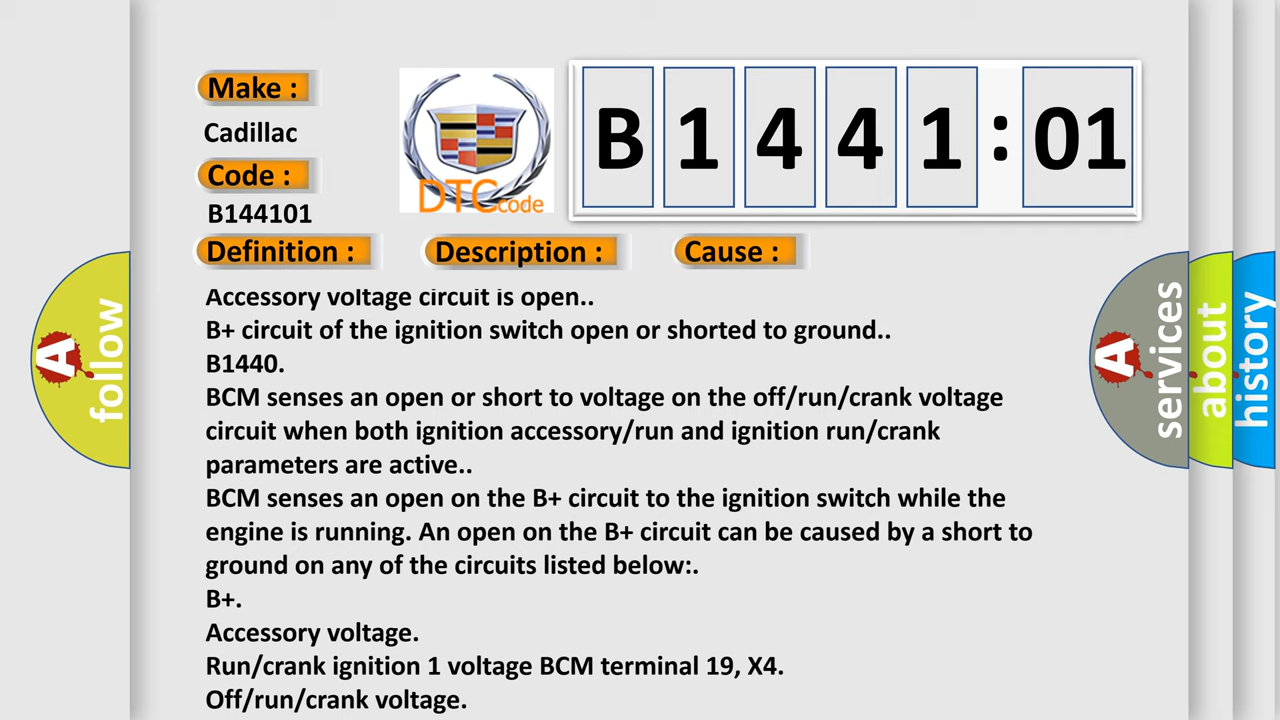 Make :
Cadillac
Code :
B144101
DTCcode
B 1 4 4 1 : 01
Definition :
Description :
Cause :
Accessory voltage circuit is open..
B+ circuit of the ignition switch open or shorted to ground..
B1440.
BCM senses an open or short to voltage on the off/run/crank voltage
circuit when both ignition accessory/run and ignition run/crank
parameters are active..
BCM senses an open on the B+ circuit to the ignition switch while the
engine is running. An open on the B+ circuit can be caused by a short to
ground on any of the circuits listed below:.
B+.
Accessory voltage.
Run/crank ignition 1 voltage BCM terminal 19, X4.
Off/run/crank voltage.
A follow
A services
about
history